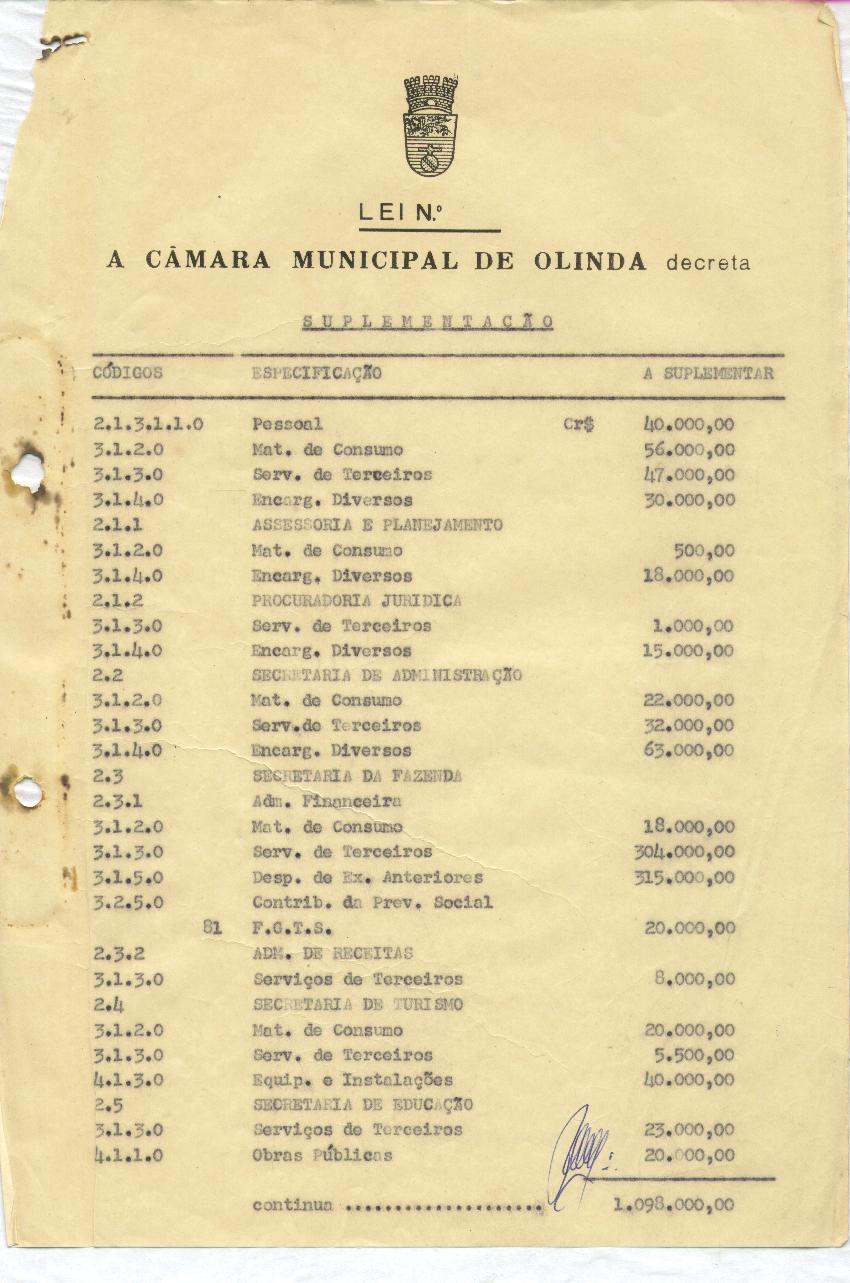 LEI N.º
A CÂMARA MUNICIPAL DE OLINDA decreta
SUPLEMENTAÇÃO
CÓDIGOS ESPECIFICAÇÃO A SUPLEMENTAR
2.1.3.1.1.0 Pessoal Cr$ 40.000,00
3.1.2.0 Mat. de Consumo 56.000,00
3.1.3.0 Serv. de Terceiros 47.000,00
3.1.4.0 Encarg. Diversos 30.000,00
2.1.1 ASSESSORIA E PLANEJAMENTO
3.1.2.0 Mat. de Consumo 500,00
3.1.4.0 Encarg. Diversos 18.000,00
2.1.2 PROCURADORIA JURIDICA
3.1.3.0 Serv. de Terceiros 1.000,00
3.1.4.0 Encarg. Diversos 15.000,00
2.2 SECRETARIA DE ADMINISTRAÇÃO
3.1.2.0 Mat. de Consumo 22.000,00
3.1.3.0 Serv.de Terceiros 32.000,00
3.1.4.0 Encarg. Diversos 63.000,00
2.3 SECRETARIA DA FAZENDA
2.3.1 Adm. Financeira
3.1.2.0 Mat. de Consumo 18.000,00
3.1.3.0 Serv. de Terceiros 304.000,00
3.1.5.0 Desp. de Ex. Anteriores 315.000,00
3.2.5.0 Contrib. da Prev. Social
81 F.G.T.S. 20.000,00
2.3.2 ADM. DE RECEITAS
3.1.3.0 Serviços de Terceiros 8.000,00
2.4 SECRETARIA DE TURISMO
3.1.2.0 Mat. de Consumo 20.000,00
3.1.3.0 Serv. de Terceiros 5.500,00
4.1.3.0 Equip. e Instalações 40.000,00
2.5 SECRETARIA DE EDUCAÇÃO
3.1.3.0 Serviços de Terceiros 23.000,00
4.1.1.0 Obras Públicas 20.000,00
continua .................... 1.098.000,00